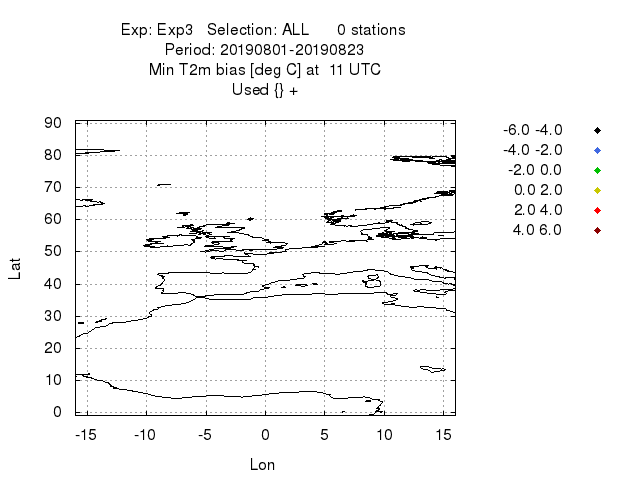 Exp: Exp3 Selection: ALL 0 stations
Period: 20190801-20190823
Min T2m bias [deg C] at 11 UTC
Used {} +
90
80
70
60
50
40
30
20
10
0
Lat
-15 -10 -5 0 5 10 15
Lon
-6.0 -4.0
-4.0 -2.0
-2.0 0.0
0.0 2.0
2.0 4.0
4.0 6.0